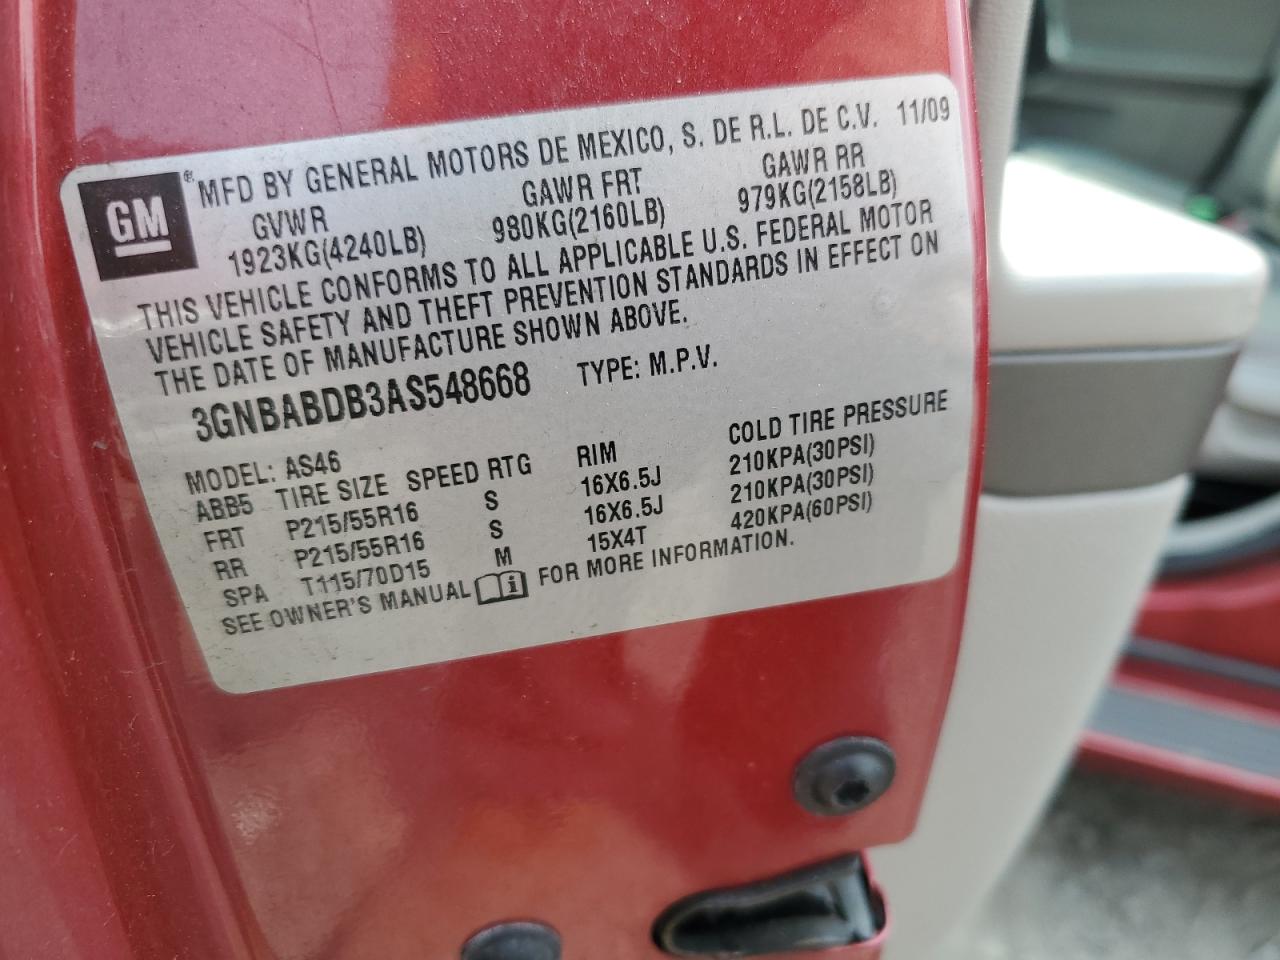 GM ® MFD BY GENERAL MOTORS DE MEXICO, S. DE R.L. DE C.V. 11/09
GVWR GAWR FRT GAWR RR
1923KG(4240LB) 980KG(2160LB) 979KG(2158LB)
THIS VEHICLE CONFORMS TO ALL APPLICABLE U.S. FEDERAL MOTOR
VEHICLE SAFETY AND THEFT PREVENTION STANDARDS IN EFFECT ON
THE DATE OF MANUFACTURE SHOWN ABOVE.
3GNBABDB3AS548668 TYPE: M.P.V.
MODEL: AS46
ABB5 TIRE SIZE SPEED RTG RIM COLD TIRE PRESSURE
FRT P215/55R16 S 16X6.5J 210KPA(30PSI)
RR P215/55R16 S 16X6.5J 210KPA(30PSI)
SPA T115/70D15 M 15X4T 420KPA(60PSI)
SEE OWNER'S MANUAL i FOR MORE INFORMATION.